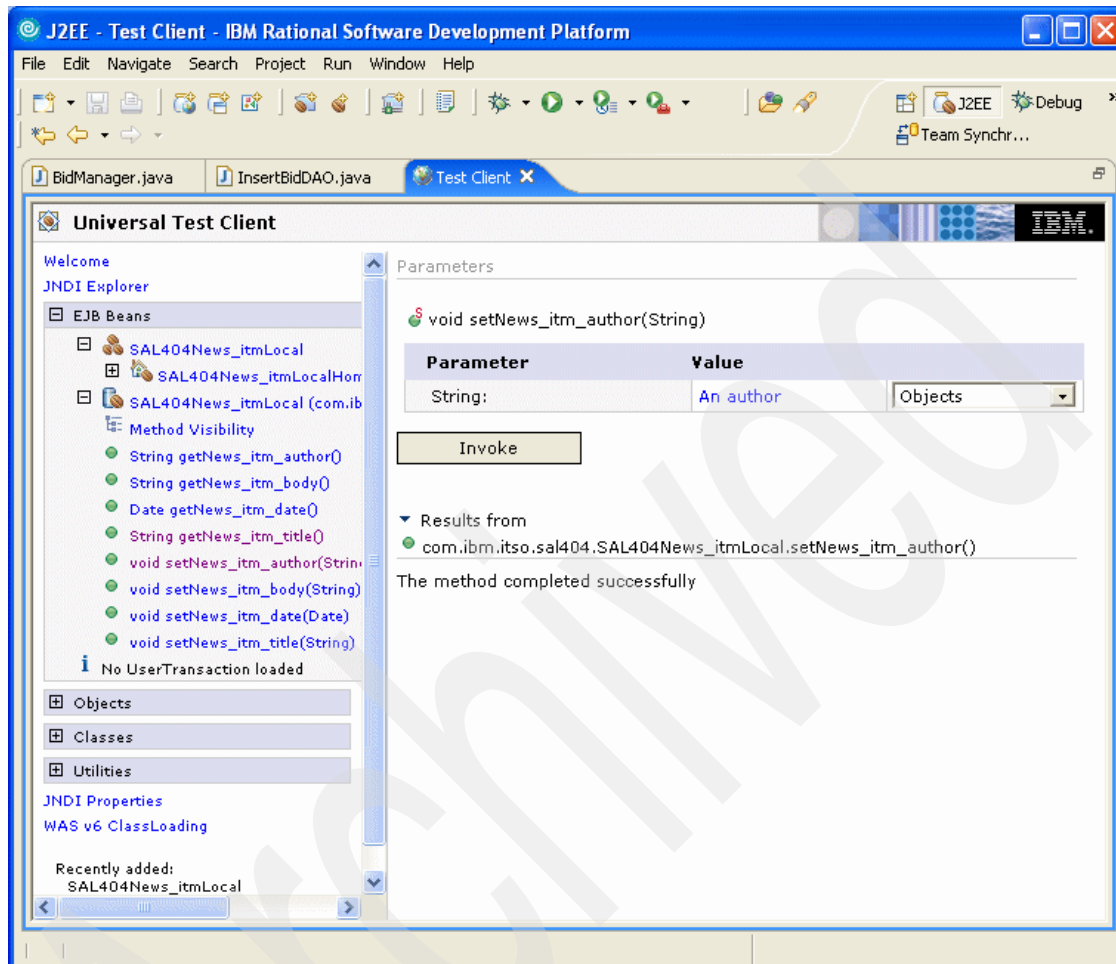 J2EE - Test Client - IBM Rational Software Development Platform
File Edit Navigate Search Project Run Window Help
J2EE Debug
Team Synchr...
BidManager.java InsertBidDAO.java Test Client
Universal Test Client IBM
Welcome
JNDI Explorer
EJB Beans
SAL404News_itmLocal
SAL404News_itmLocalHom
SAL404News_itmLocal (com.ib
Method Visibility
String getNews_itm_author()
String getNews_itm_body()
Date getNews_itm_date()
String getNews_itm_title()
void setNews_itm_author(String
void setNews_itm_body(String)
void setNews_itm_date(Date)
void setNews_itm_title(String)
No UserTransaction loaded
Objects
Classes
Utilities
JNDI Properties
WAS v6 ClassLoading
Recently added:
SAL404News_itmLocal
Parameters
void setNews_itm_author(String)
Parameter Value
String: An author Objects
Invoke
Results from
com.ibm.itso.sal404.SAL404News_itmLocal.setNews_itm_author()
The method completed successfully
Archived